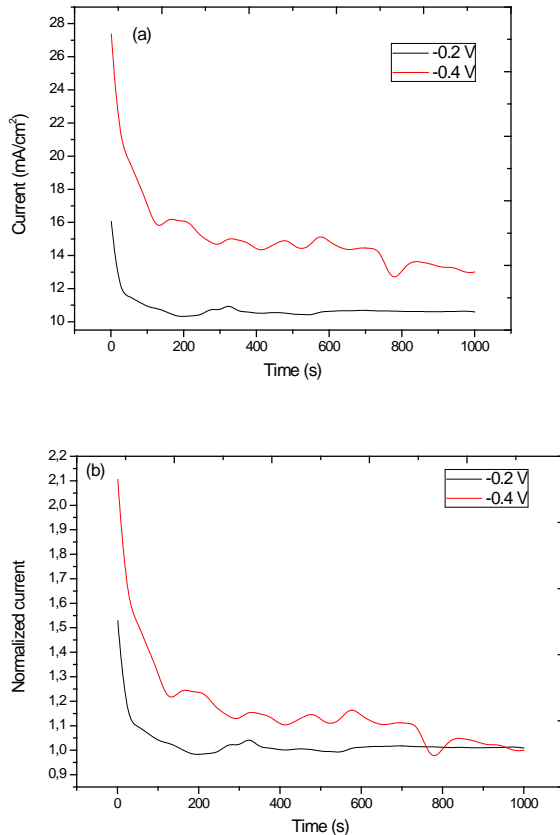 (a)
-0.2 V
-0.4 V
28
26
24
22
20
18
16
14
12
10
Current (mA/cm²)
0 200 400 600 800 1000
Time (s)
(b)
-0.2 V
-0.4 V
2,2
2,1
2,0
1,9
1,8
1,7
1,6
1,5
1,4
1,3
1,2
1,1
1,0
0,9
Normalized current
0 200 400 600 800 1000
Time (s)